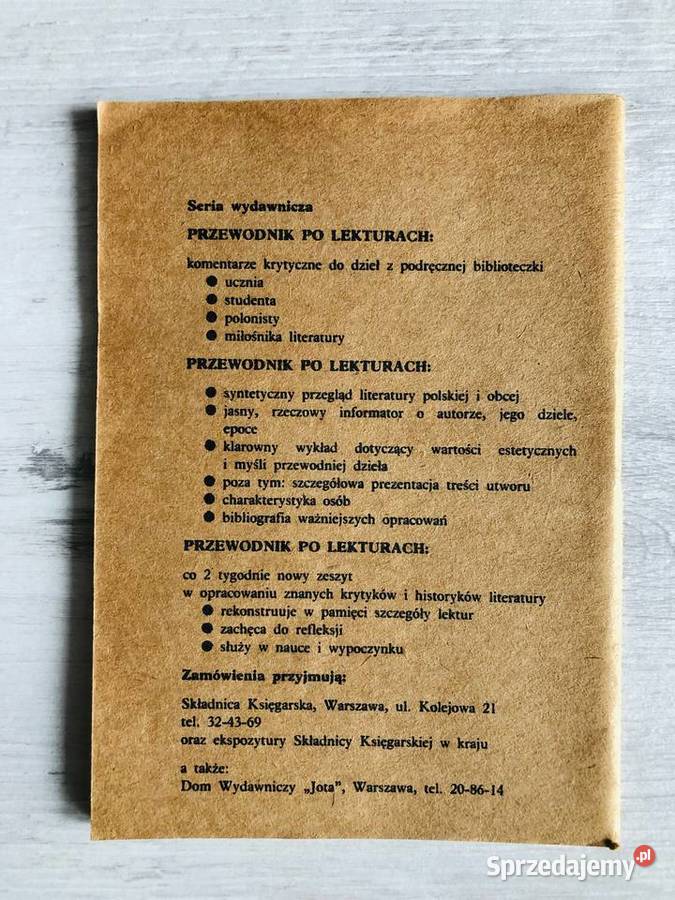 Seria wydawnicza
PRZEWODNIK PO LEKTURACH:
komentarze krytyczne do dzieł z podręcznej biblioteczki
● ucznia
● studenta
● polonisty
● miłośnika literatury
PRZEWODNIK PO LEKTURACH:
● syntetyczny przegląd literatury polskiej i obcej
● jasny, rzeczowy informator o autorze, jego dziele,
epoce
● klarowny wykład dotyczący wartości estetycznych
i myśli przewodniej dzieła
● poza tym: szczegółowa prezentacja treści utworu
● charakterystyka osób
● bibliografia ważniejszych opracowań
PRZEWODNIK PO LEKTURACH:
co 2 tygodnie nowy zeszyt
w opracowaniu znanych krytyków i historyków literatury
● rekonstruuje w pamięci szczegóły lektur
● zachęca do refleksji
● służy w nauce i wypoczynku
Zamówienia przyjmują:
Składnica Księgarska, Warszawa, ul. Kolejowa 21
tel. 32-43-69
oraz ekspozytury Składnicy Księgarskiej w kraju
a także:
Dom Wydawniczy „Jota”, Warszawa, tel. 20-86-14
Sprzedajemy.pl